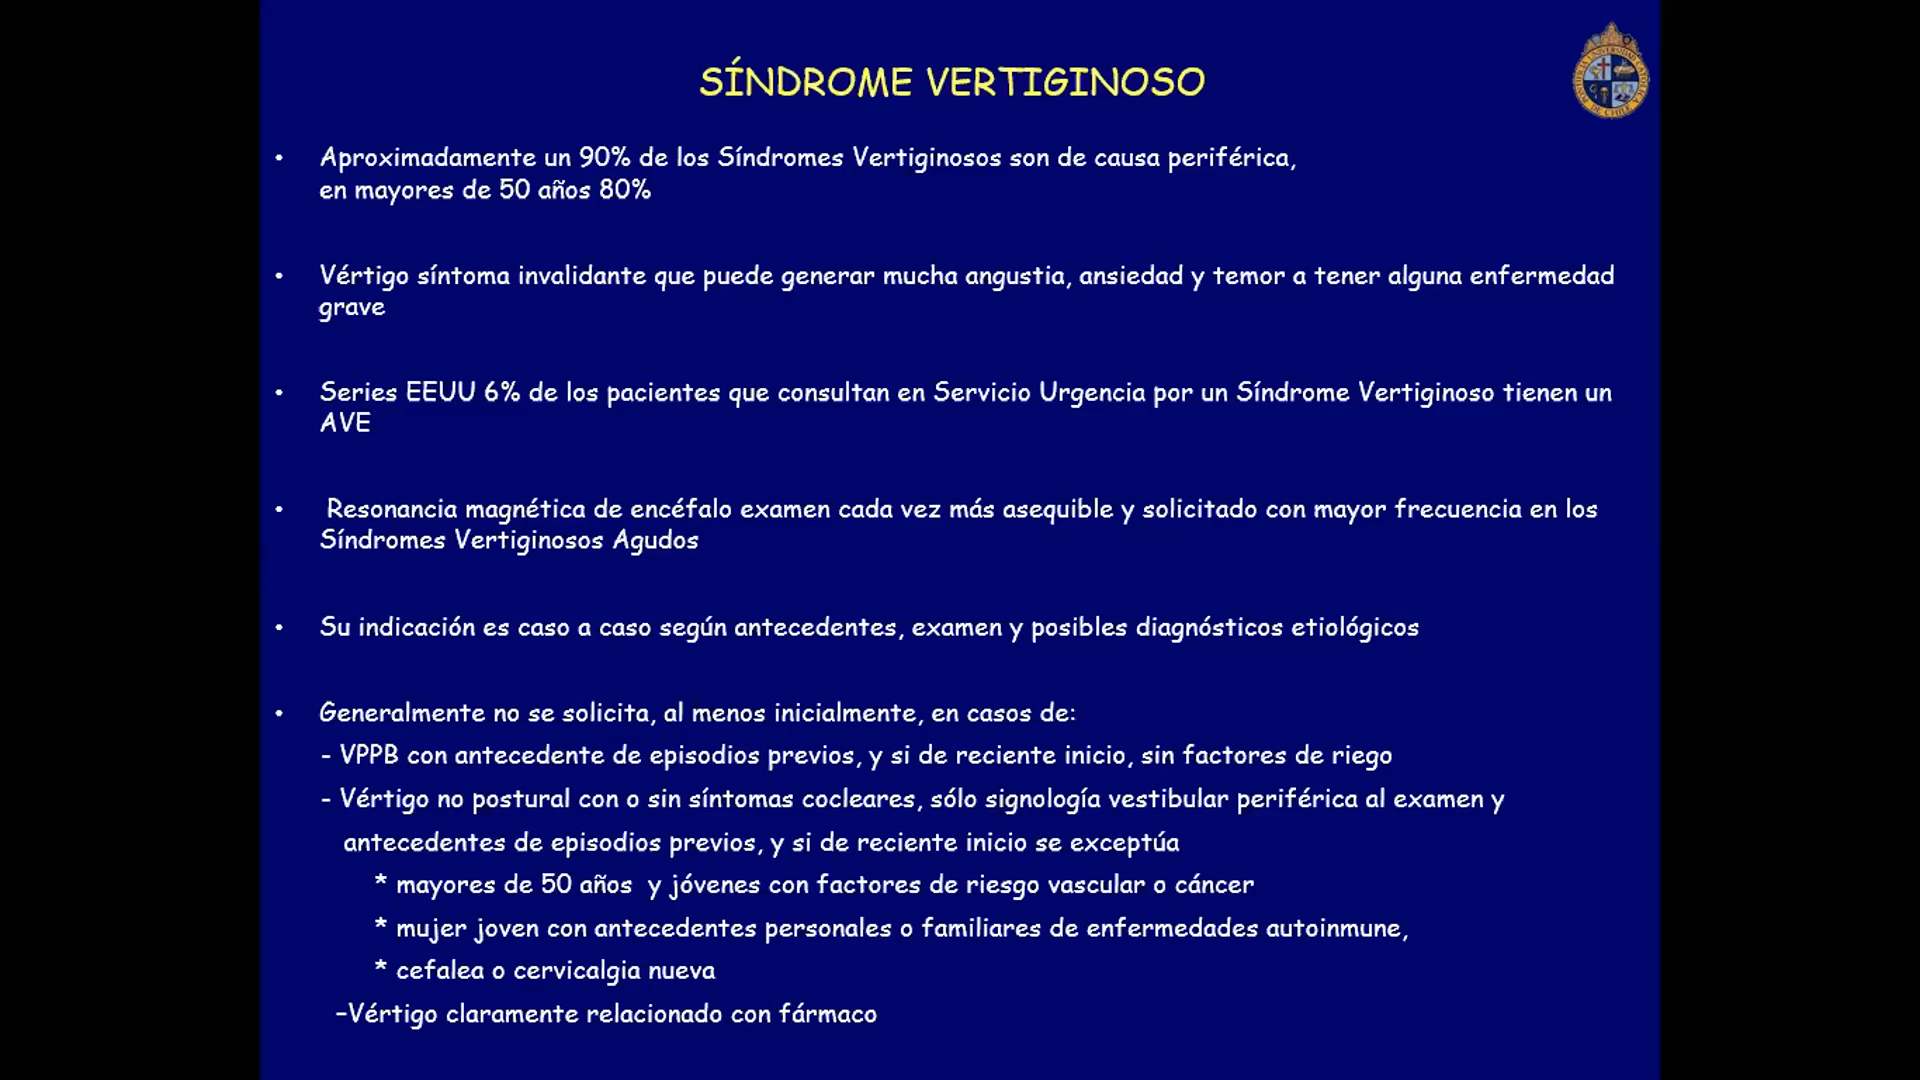 SÍNDROME VERTIGINOSO
• Aproximadamente un 90% de los Síndromes Vertiginosos son de causa periférica,
en mayores de 50 años 80%
• Vértigo síntoma invalidante que puede generar mucha angustia, ansiedad y temor a tener alguna enfermedad
grave
• Series EEUU 6% de los pacientes que consultan en Servicio Urgencia por un Síndrome Vertiginoso tienen un
AVE
• Resonancia magnética de encéfalo examen cada vez más asequible y solicitado con mayor frecuencia en los
Síndromes Vertiginosos Agudos
• Su indicación es caso a caso según antecedentes, examen y posibles diagnósticos etiológicos
• Generalmente no se solicita, al menos inicialmente, en casos de:
- VPPB con antecedente de episodios previos, y si de reciente inicio, sin factores de riego
- Vértigo no postural con o sin síntomas cocleares, sólo signología vestibular periférica al examen y
antecedentes de episodios previos, y si de reciente inicio se exceptúa
* mayores de 50 años y jóvenes con factores de riesgo vascular o cáncer
* mujer joven con antecedentes personales o familiares de enfermedades autoinmune,
* cefalea o cervicalgia nueva
–Vértigo claramente relacionado con fármaco